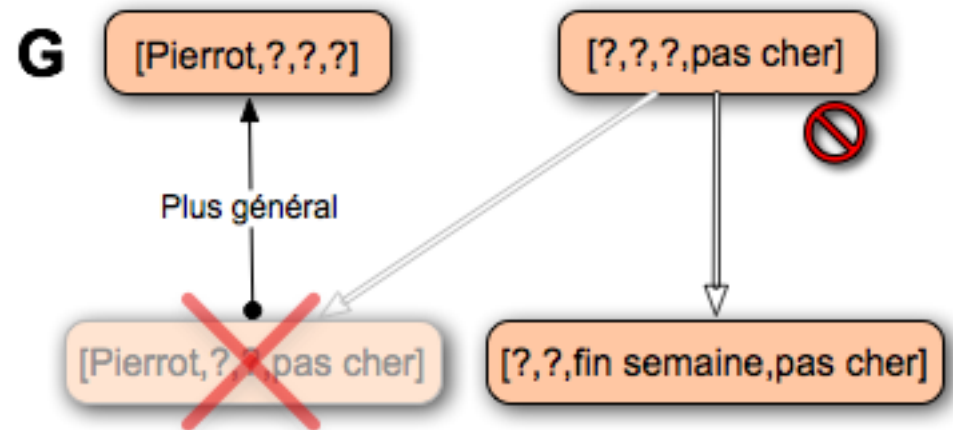 G
[Pierrot,?,?,?]
[?,?,?,pas cher]
Plus général
[Pierrot,?,?,pas cher]
[?,?,fin semaine,pas cher]